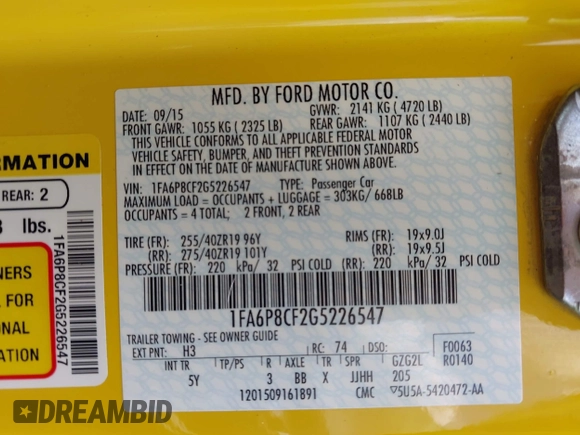 MFD. BY FORD MOTOR CO.
DATE: 09/15 GVWR: 2141 KG ( 4720 LB)
FRONT GAWR: 1055 KG ( 2325 LB) REAR GAWR: 1107 KG ( 2440 LB)
THIS VEHICLE CONFORMS TO ALL APPLICABLE FEDERAL MOTOR
VEHICLE SAFETY, BUMPER, AND THEFT PREVENTION STANDARDS
IN EFFECT ON THE DATE OF MANUFACTURE SHOWN ABOVE.
VIN: 1FA6P8CF2G5226547 TYPE: Passenger Car
MAXIMUM LOAD = OCCUPANTS + LUGGAGE = 303KG/ 668LB
OCCUPANTS = 4 TOTAL; 2 FRONT, 2 REAR
TIRE (FR): 255/40ZR19 96Y RIMS (FR): 19x9.0J
(RR): 275/40ZR19 101Y (RR): 19x9.5J
PRESSURE (FR): 220 kPa/ 32 PSI COLD (RR): 220 kPa/ 32 PSI COLD
1FA6P8CF2G5226547
TRAILER TOWING - SEE OWNER GUIDE
EXT PNT: H3 RC: 74 DSO: F0063
R0140
INT TR TP/PS R AXLE TR SPR GZG2L
5Y 3 BB X JJHH 205
1201509161891 CMC 5U5A-5420472-AA
RMATION
REAR: 2
lbs.
1FA6P8CF2G5226547
NERS
L FOR
ONAL
ATION
DREAMBID